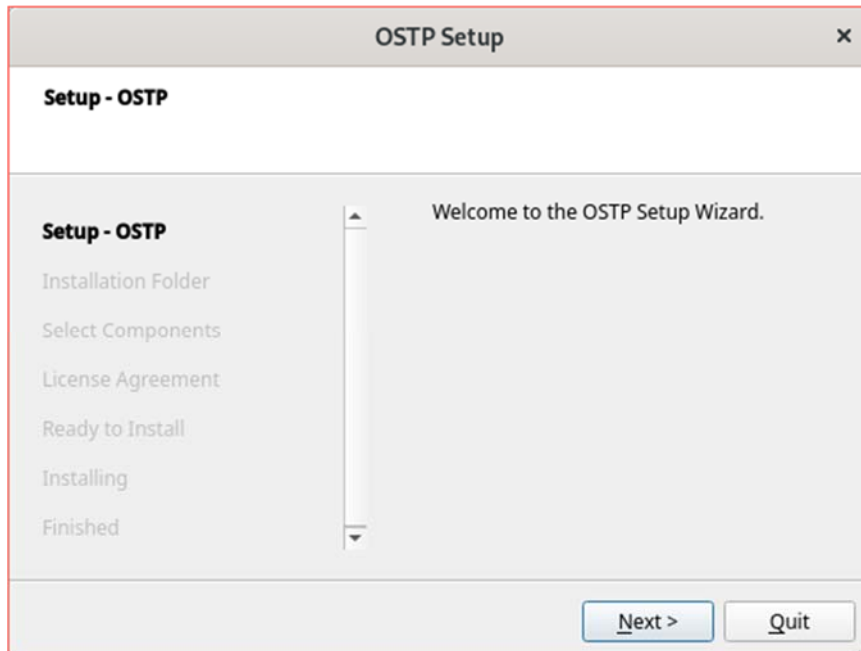 OSTP Setup
Setup - OSTP
Setup - OSTP
Welcome to the OSTP Setup Wizard.
Installation Folder
Select Components
License Agreement
Ready to Install
Installing
Finished
Next >
Quit